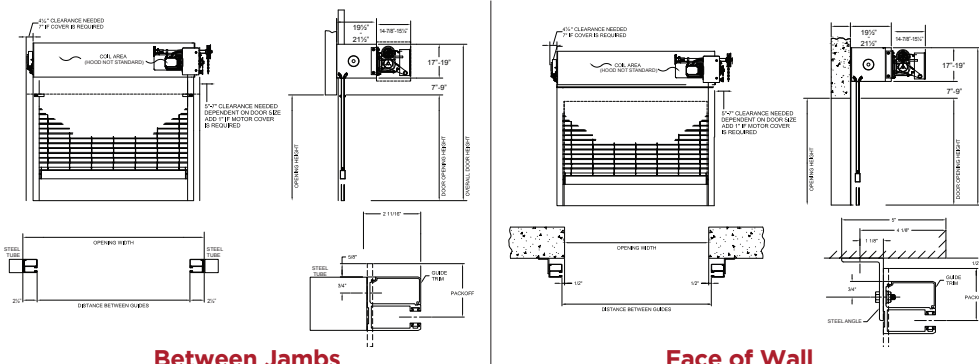 4½" CLEARANCE NEEDED
7" IF COVER IS REQUIRED
COIL AREA
(HOOD NOT STANDARD)
5"-7" CLEARANCE NEEDED
DEPENDENT ON DOOR SIZE
ADD 1" IF MOTOR COVER
IS REQUIRED
19½"
-
21½"
14-7/8"-15½"
17"-19"
7"-9"
OPENING HEIGHT
DOOR OPENING HEIGHT
OVERALL DOOR HEIGHT
STEEL
TUBE
OPENING WIDTH
STEEL
TUBE
2½"
DISTANCE BETWEEN GUIDES
2½"
2 11/16"
5/8"
STEEL
TUBE
3/4"
GUIDE
TRIM
PACKOFF
Between Jambs
4½" CLEARANCE NEEDED
7" IF COVER IS REQUIRED
COIL AREA
(HOOD NOT STANDARD)
5"-7" CLEARANCE NEEDED
DEPENDENT ON DOOR SIZE
ADD 1" IF MOTOR COVER
IS REQUIRED
19½"
-
21½"
14-7/8"-15½"
17"-19"
7"-9"
OPENING HEIGHT
DOOR OPENING HEIGHT
OPENING WIDTH
1/2"
1/2"
DISTANCE BETWEEN GUIDES
5"
4 1/8"
1 1/8"
1/2"
3/4"
GUIDE
TRIM
STEEL ANGLE
Face of Wall